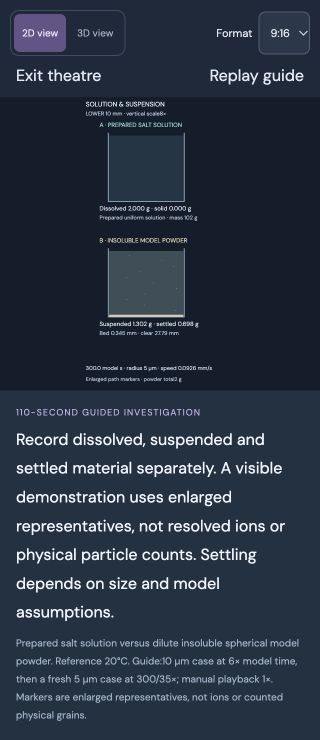 2D view 3D view Format 9:16
Exit theatre Replay guide
SOLUTION & SUSPENSION
LOWER 10 mm · vertical scale8×
A · PREPARED SALT SOLUTION
Dissolved 2.000 g · solid 0.000 g
Prepared uniform solution · mass 102 g
B · INSOLUBLE MODEL POWDER
Suspended 1.302 g · settled 0.698 g
Bed 0.345 mm · clear 27.79 mm
300.0 model s · radius 5 μm · speed 0.0926 mm/s
Enlarged path markers · powder total2 g
110-SECOND GUIDED INVESTIGATION
Record dissolved, suspended and
settled material separately. A visible
demonstration uses enlarged
representatives, not resolved ions or
physical particle counts. Settling
depends on size and model
assumptions.
Prepared salt solution versus dilute insoluble spherical model
powder. Reference 20°C. Guide:10 μm case at 6× model time,
then a fresh 5 μm case at 300/35×; manual playback 1×.
Markers are enlarged representatives, not ions or counted
physical grains.